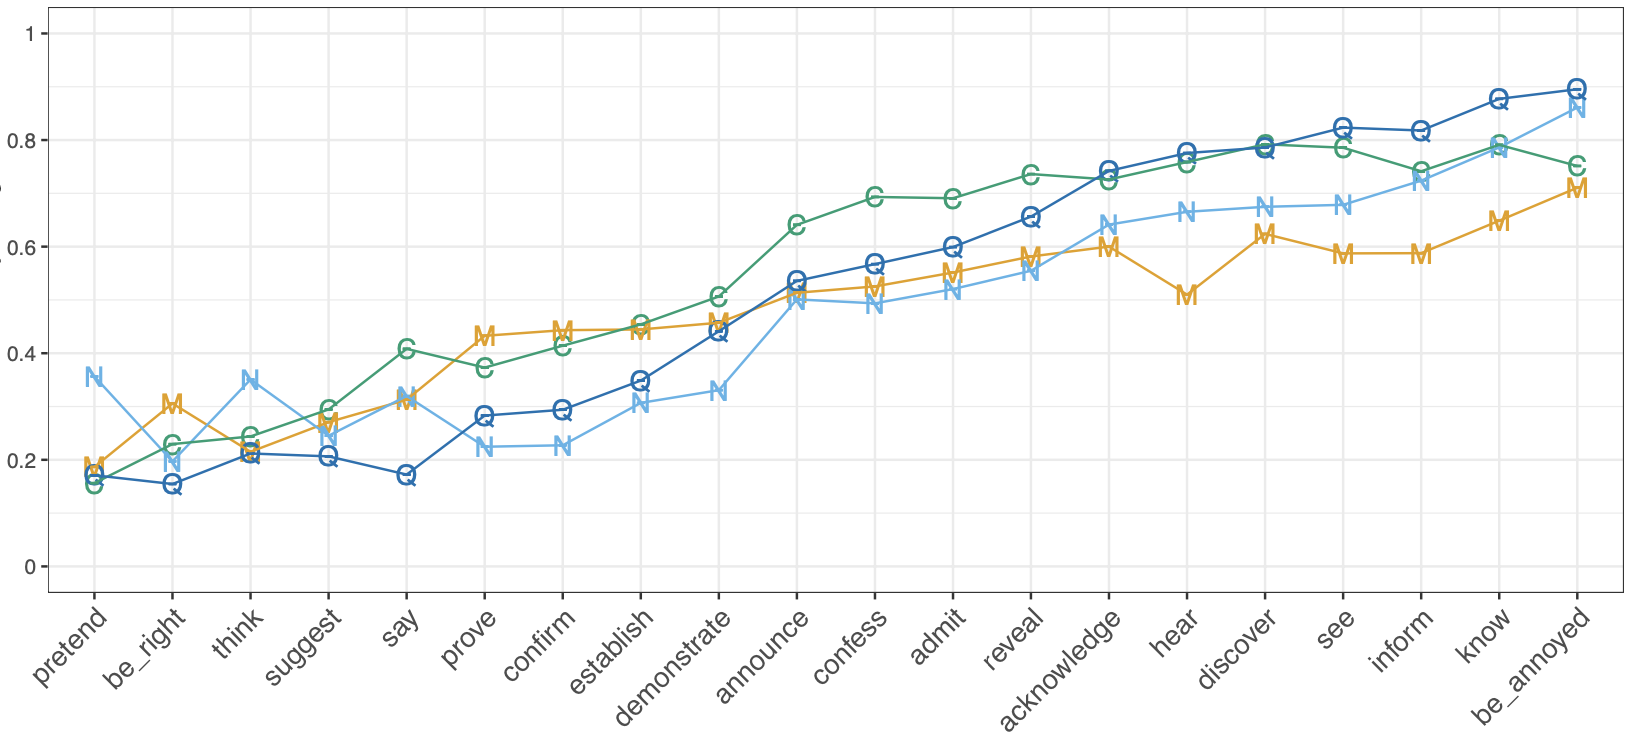 1
0.8
0.6
0.4
0.2
0
pretend
be_right
think
suggest
say
prove
confirm
establish
demonstrate
announce
confess
admit
reveal
acknowledge
hear
discover
see
inform
know
be_annoyed